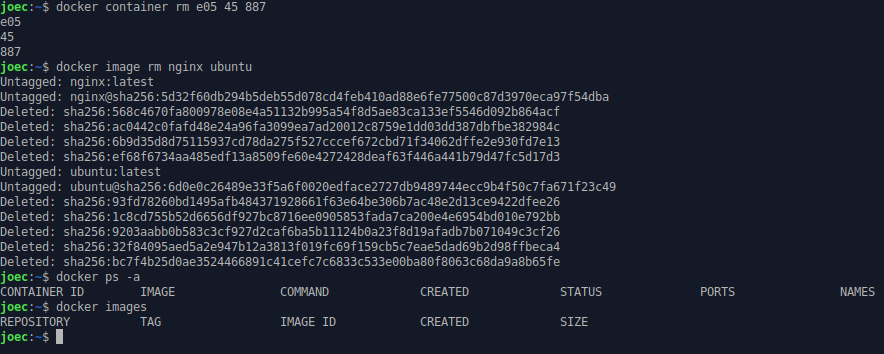 joec:~$ docker container rm e05 45 887
e05
45
887
joec:~$ docker image rm nginx ubuntu
Untagged: nginx:latest
Untagged: nginx@sha256:5d32f60db294b5deb55d078cd4feb410ad88e6fe77500c87d3970eca97f54dba
Deleted: sha256:568c4670fa800978e08e4a51132b995a54f8d5ae83ca133ef5546d092b864acf
Deleted: sha256:ac0442c0fafd48e24a96fa3099ea7ad20012c8759e1dd03dd387dbfbe382984c
Deleted: sha256:6b9d35d8d75115937cd78da275f527cccef672cbd71f34062dffe2e930fd7e13
Deleted: sha256:ef68f6734aa485edf13a8509fe60e4272428deaf63f446a441b79d47fc5d17d3
Untagged: ubuntu:latest
Untagged: ubuntu@sha256:6d0e0c26489e33f5a6f0020edface2727db9489744ecc9b4f50c7fa671f23c49
Deleted: sha256:93fd78260bd1495afb484371928661f63e64be306b7ac48e2d13ce9422dfee26
Deleted: sha256:1c8cd755b52d6656df927bc8716ee0905853fada7ca200e4e6954bd010e792bb
Deleted: sha256:9203aabb0b583c3cf927d2caf6ba5b11124b0a23f8d19afadb7b071049c3cf26
Deleted: sha256:32f84095aed5a2e947b12a3813f019fc69f159cb5c7eae5dad69b2d98ffbeca4
Deleted: sha256:bc7f4b25d0ae3524466891c41cefc7c6833c533e00ba80f8063c68da9a8b65fe
joec:~$ docker ps -a
CONTAINER ID IMAGE COMMAND CREATED STATUS PORTS NAMES
joec:~$ docker images
REPOSITORY TAG IMAGE ID CREATED SIZE
joec:~$